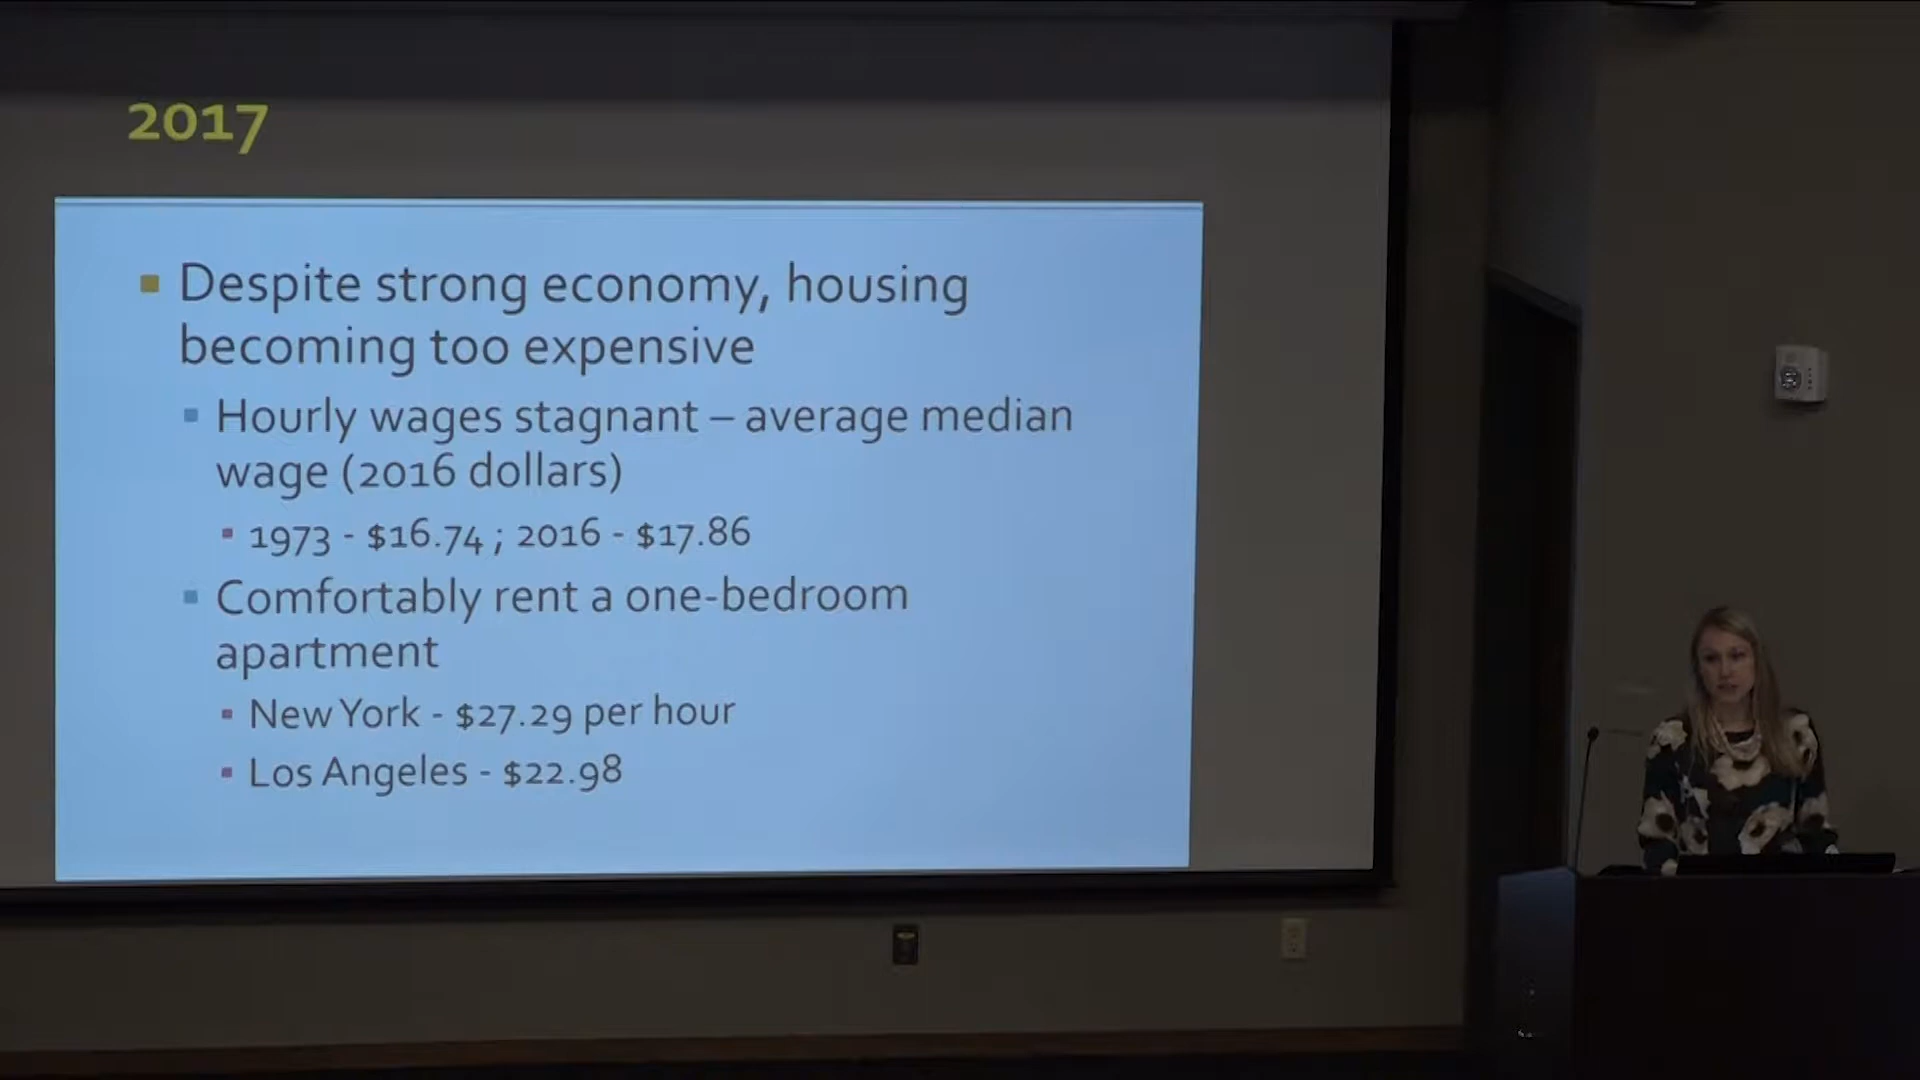 2017
Despite strong economy, housing
becoming too expensive
Hourly wages stagnant – average median
wage (2016 dollars)
1973 - $16.74 ; 2016 - $17.86
Comfortably rent a one-bedroom
apartment
New York - $27.29 per hour
Los Angeles - $22.98